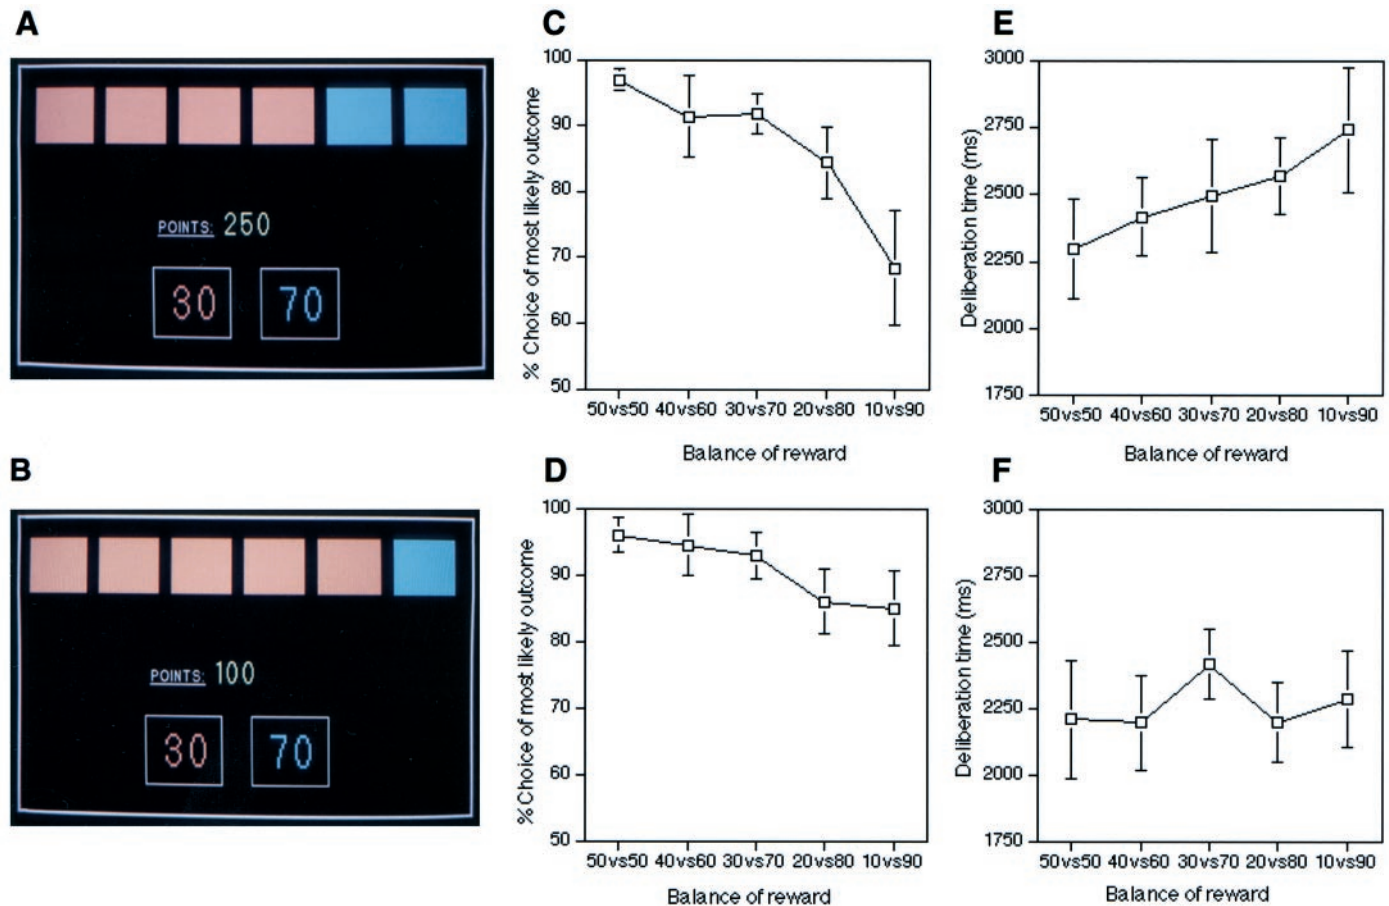 A
POINTS: 250
30 70
B
POINTS: 100
30 70
C
% Choice of most likely outcome
100
90
80
70
60
50
50vs50 40vs60 30vs70 20vs80 10vs90
Balance of reward
D
% Choice of most likely outcome
100
90
80
70
60
50
50vs50 40vs60 30vs70 20vs80 10vs90
Balance of reward
E
Deliberation time (ms)
3000
2750
2500
2250
2000
1750
50vs50 40vs60 30vs70 20vs80 10vs90
Balance of reward
F
Deliberation time (ms)
3000
2750
2500
2250
2000
1750
50vs50 40vs60 30vs70 20vs80 10vs90
Balance of reward